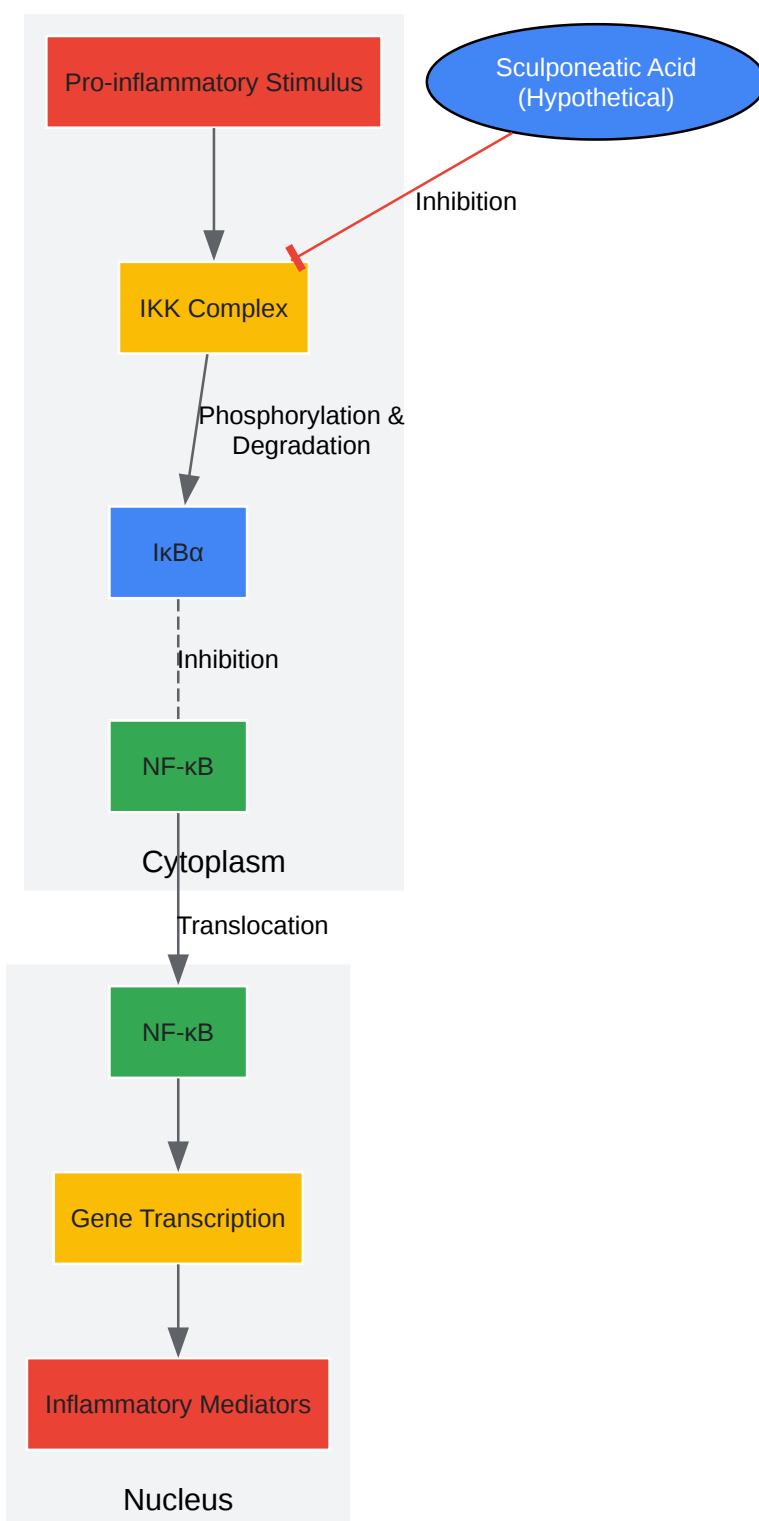 Pro-inflammatory Stimulus
Sculponeatic Acid
(Hypothetical)
Inhibition
IKK Complex
Phosphorylation &
Degradation
IκBα
Inhibition
NF-κB
Cytoplasm
Translocation
NF-κB
Gene Transcription
Inflammatory Mediators
Nucleus